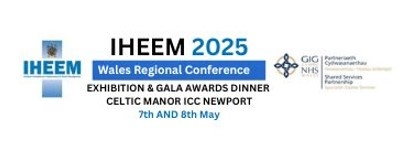 IHEEM 2025
IHEEM
Wales Regional Conference
EXHIBITION & GALA AWARDS DINNER
CELTIC MANOR ICC NEWPORT
7th AND 8th May
GIG
NHS
Partneriaeth
Cydwasanaethau
Shared Services
Partnership